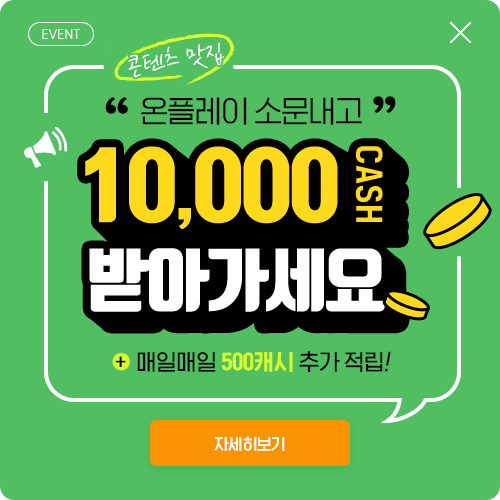 EVENT
콘텐츠 맛집
“ 온플레이 소문내고 ”
10,000 CASH
받아가세요
+ 매일매일 500캐시 추가 적립!
자세히보기